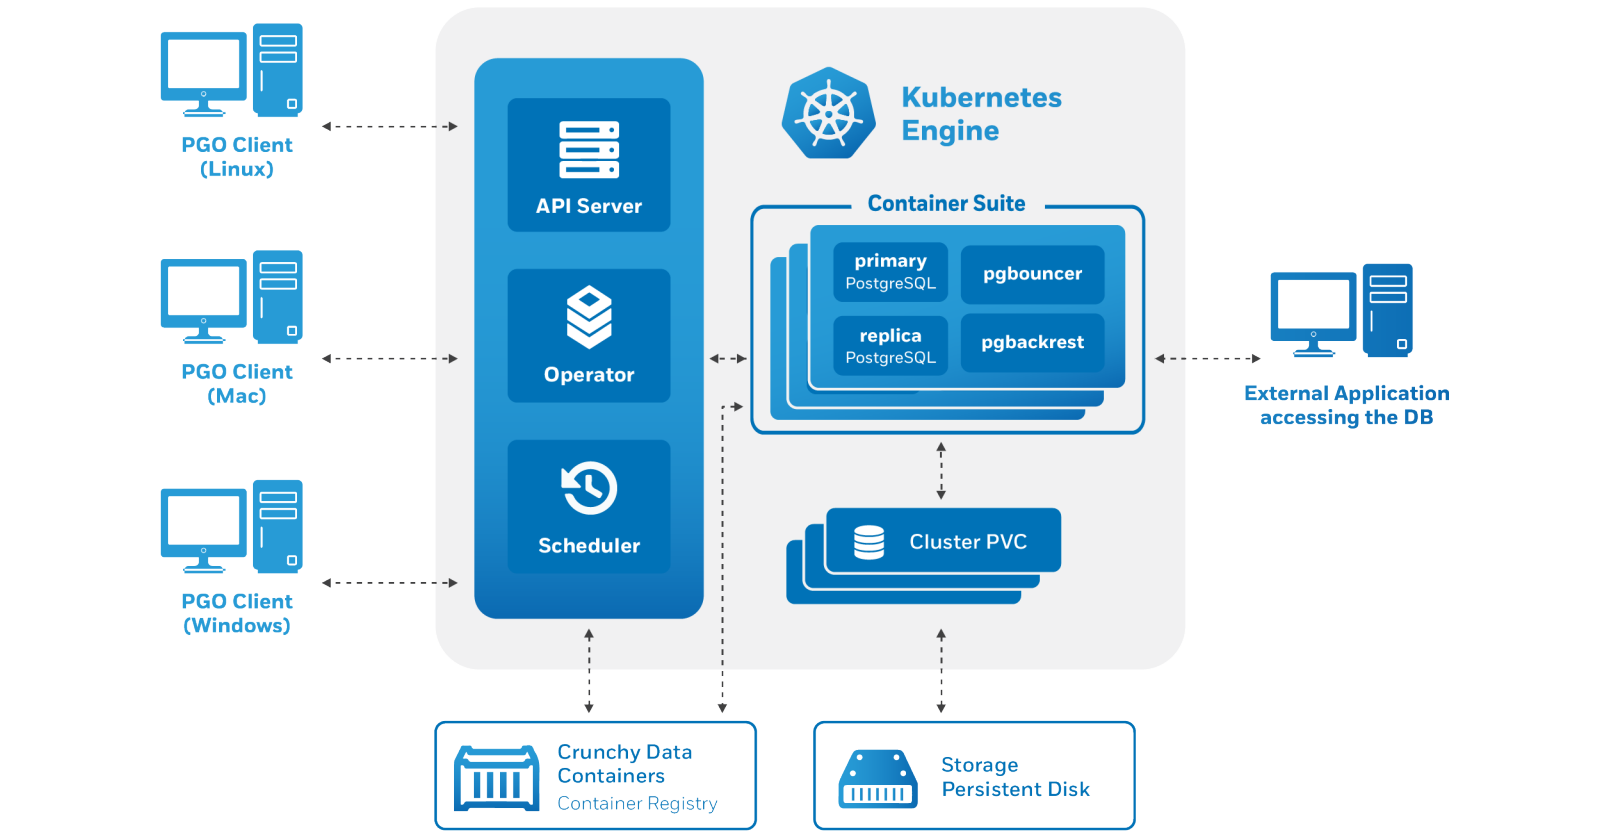 PGO Client
(Linux)
PGO Client
(Mac)
PGO Client
(Windows)
API Server
Operator
Scheduler
Kubernetes
Engine
Container Suite
primary
PostgreSQL
pgbouncer
replica
PostgreSQL
pgbackrest
Cluster PVC
External Application
accessing the DB
Crunchy Data
Containers
Container Registry
Storage
Persistent Disk